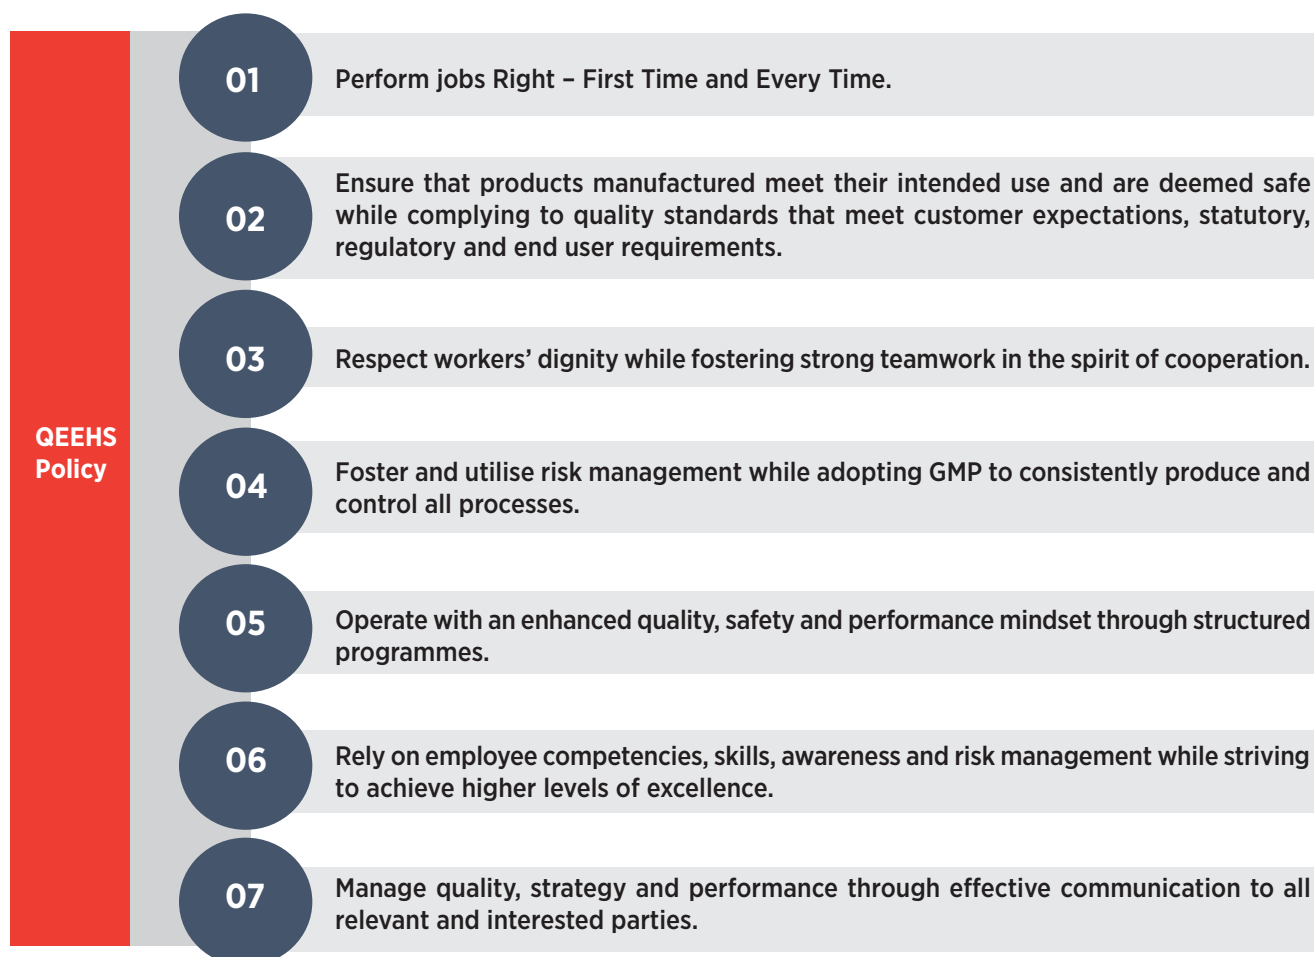 QEEHS
Policy
01
Perform jobs Right – First Time and Every Time.
02
Ensure that products manufactured meet their intended use and are deemed safe
while complying to quality standards that meet customer expectations, statutory,
regulatory and end user requirements.
03
Respect workers’ dignity while fostering strong teamwork in the spirit of cooperation.
04
Foster and utilise risk management while adopting GMP to consistently produce and
control all processes.
05
Operate with an enhanced quality, safety and performance mindset through structured
programmes.
06
Rely on employee competencies, skills, awareness and risk management while striving
to achieve higher levels of excellence.
07
Manage quality, strategy and performance through effective communication to all
relevant and interested parties.